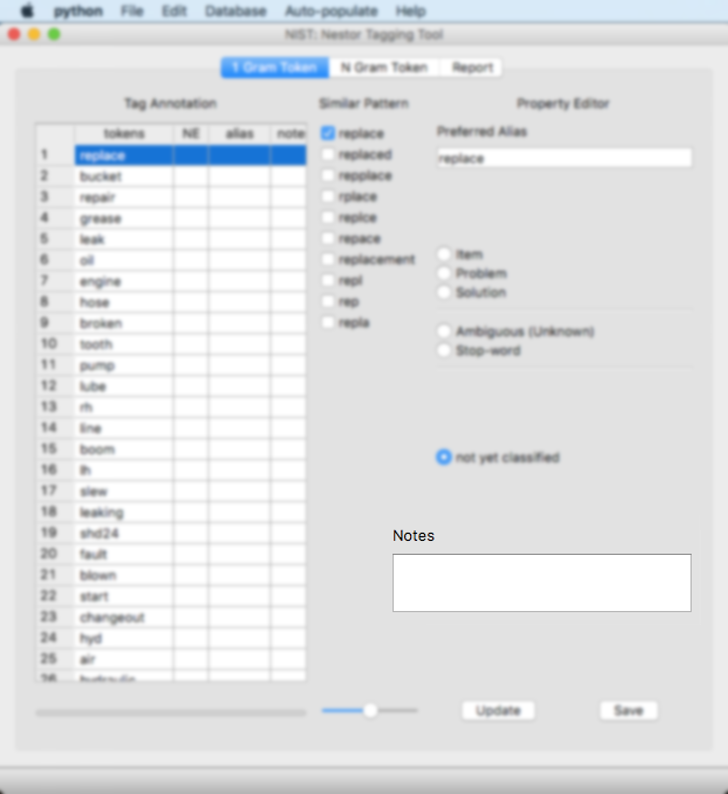 python File Edit Database Auto-populate Help
NIST: Nestor Tagging Tool
1 Gram Token N Gram Token Report
Tag Annotation Similar Pattern Property Editor
tokens NE alias note
1 replace
2 bucket
3 repair
4 grease
5 leak
6 oil
7 engine
8 hose
9 broken
10 tooth
11 pump
12 lube
13 rh
14 line
15 boom
16 lh
17 slew
18 leaking
19 shd24
20 fault
21 blown
22 start
23 changeout
24 hyd
25 air
26 hydraulic
replace
replaced
repplace
rplace
replce
repace
replacement
repl
rep
repla
Preferred Alias
replace
Item
Problem
Solution
Ambiguous (Unknown)
Stop-word
not yet classified
Notes
Update Save